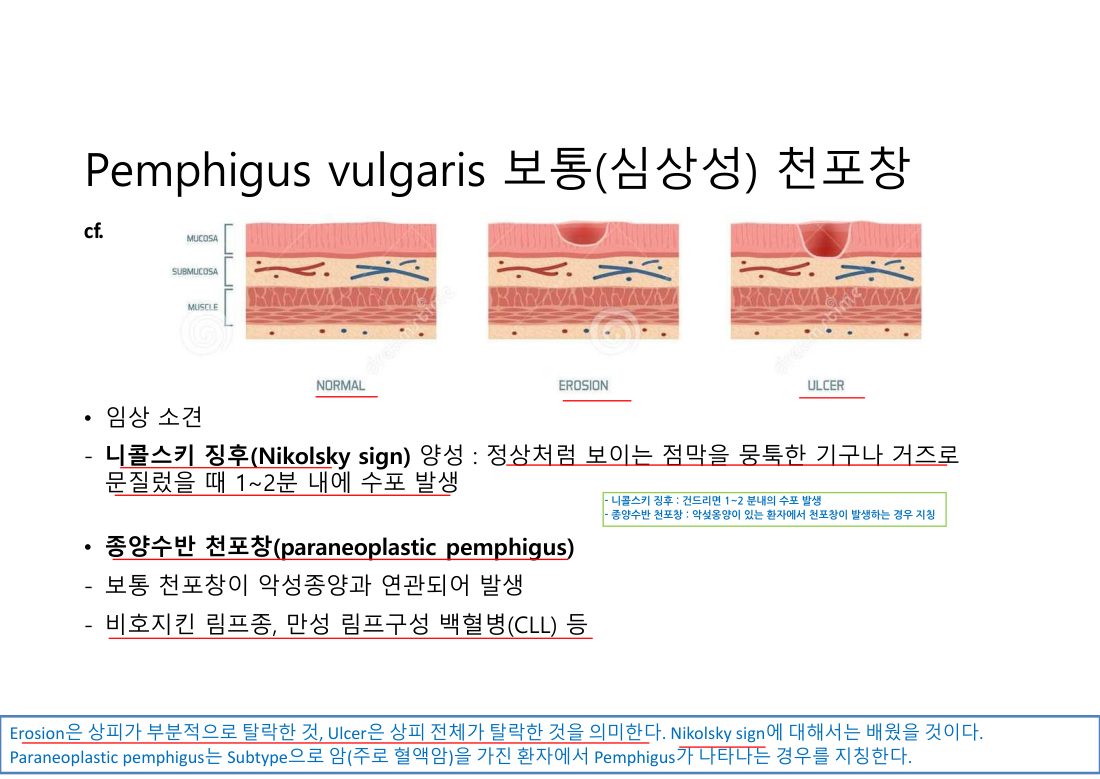 Pemphigus vulgaris 보통(심상성) 천포창
cf.
MUCOSA
SUBMUCOSA
MUSCLE
NORMAL
EROSION
ULCER
• 임상 소견
- 니콜스키 징후(Nikolsky sign) 양성 : 정상처럼 보이는 점막을 뭉툭한 기구나 거즈로
문질렀을 때 1~2분 내에 수포 발생
- 니콜스키 징후 : 건드리면 1~2 분내의 수포 발생
- 종양수반 천포창 : 악싲옹양이 있는 환자에서 천포창이 발생하는 경우 지칭
• 종양수반 천포창(paraneoplastic pemphigus)
- 보통 천포창이 악성종양과 연관되어 발생
- 비호지킨 림프종, 만성 림프구성 백혈병(CLL) 등
Erosion은 상피가 부분적으로 탈락한 것, Ulcer은 상피 전체가 탈락한 것을 의미한다. Nikolsky sign에 대해서는 배웠을 것이다.
Paraneoplastic pemphigus는 Subtype으로 암(주로 혈액암)을 가진 환자에서 Pemphigus가 나타나는 경우를 지칭한다.